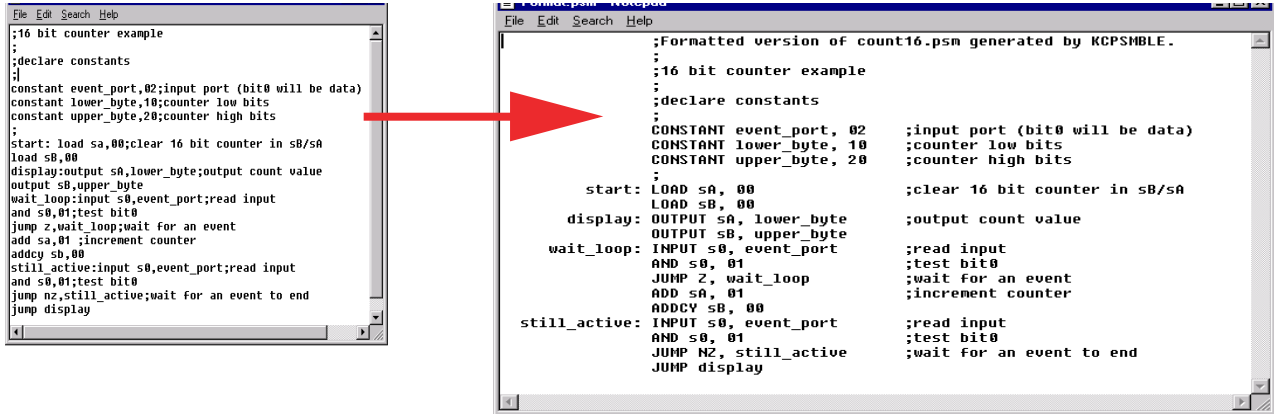 File Edit Search Help
;16 bit counter example
;
;declare constants
;
constant event_port,02;input port (bit0 will be data)
constant lower_byte,10;counter low bits
constant upper_byte,20;counter high bits
;
start: load sa,00;clear 16 bit counter in sB/sA
load sB,00
display:output sA,lower_byte;output count value
output sB,upper_byte
wait_loop:input s0,event_port;read input
and s0,01;test bit0
jump z,wait_loop;wait for an event
add sa,01 ;increment counter
addcy sb,00
still_active:input s0,event_port;read input
and s0,01;test bit0
jump nz,still_active;wait for an event to end
jump display
Format.psm - Notepad
File Edit Search Help
;Formatted version of count16.psm generated by KCPSMBLE.
;
;16 bit counter example
;
;declare constants
;
CONSTANT event_port, 02 ;input port (bit0 will be data)
CONSTANT lower_byte, 10 ;counter low bits
CONSTANT upper_byte, 20 ;counter high bits
;
start: LOAD sA, 00 ;clear 16 bit counter in sB/sA
LOAD sB, 00
display: OUTPUT sA, lower_byte ;output count value
OUTPUT sB, upper_byte
wait_loop: INPUT s0, event_port ;read input
AND s0, 01 ;test bit0
JUMP Z, wait_loop ;wait for an event
ADD sA, 01 ;increment counter
ADDCY sB, 00
still_active: INPUT s0, event_port ;read input
AND s0, 01 ;test bit0
JUMP NZ, still_active ;wait for an event to end
JUMP display